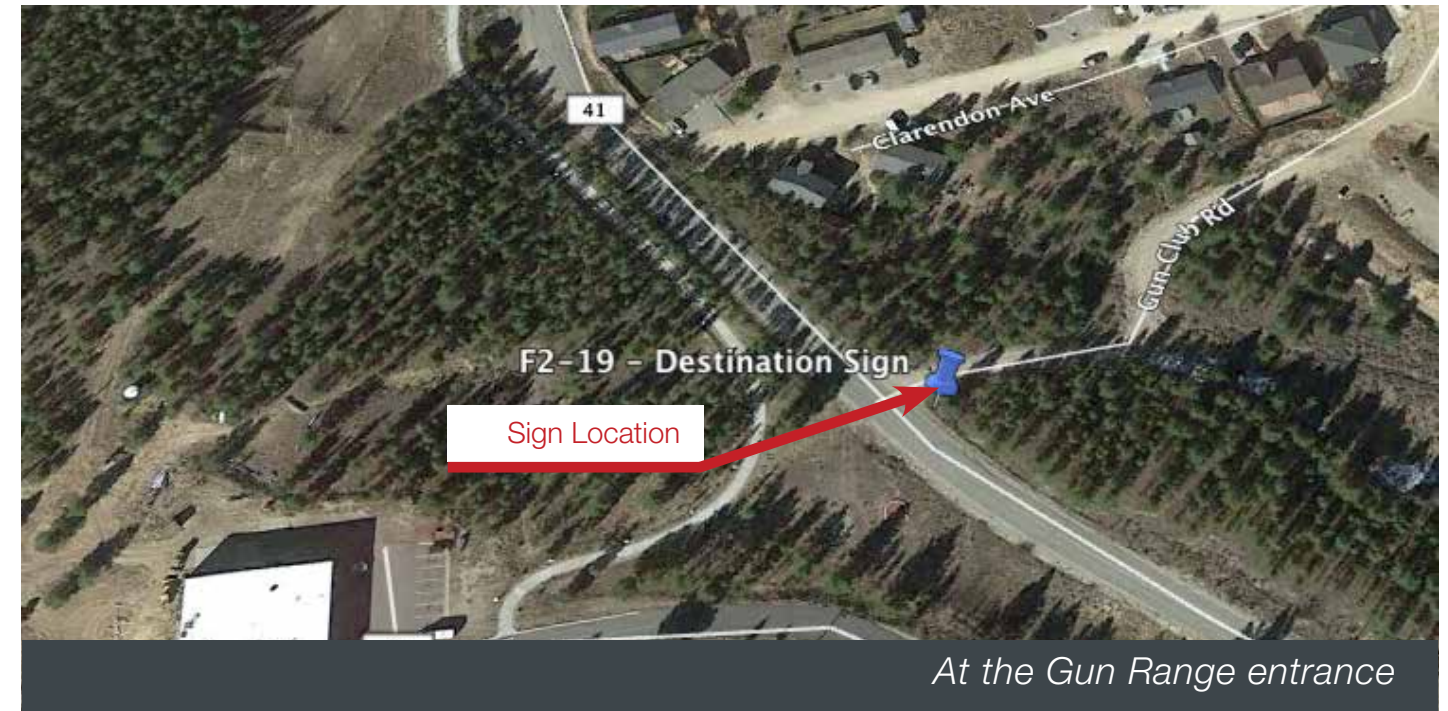 41
Clarendon Ave
Gun Club Rd
F2-19 - Destination Sign
Sign Location
At the Gun Range entrance